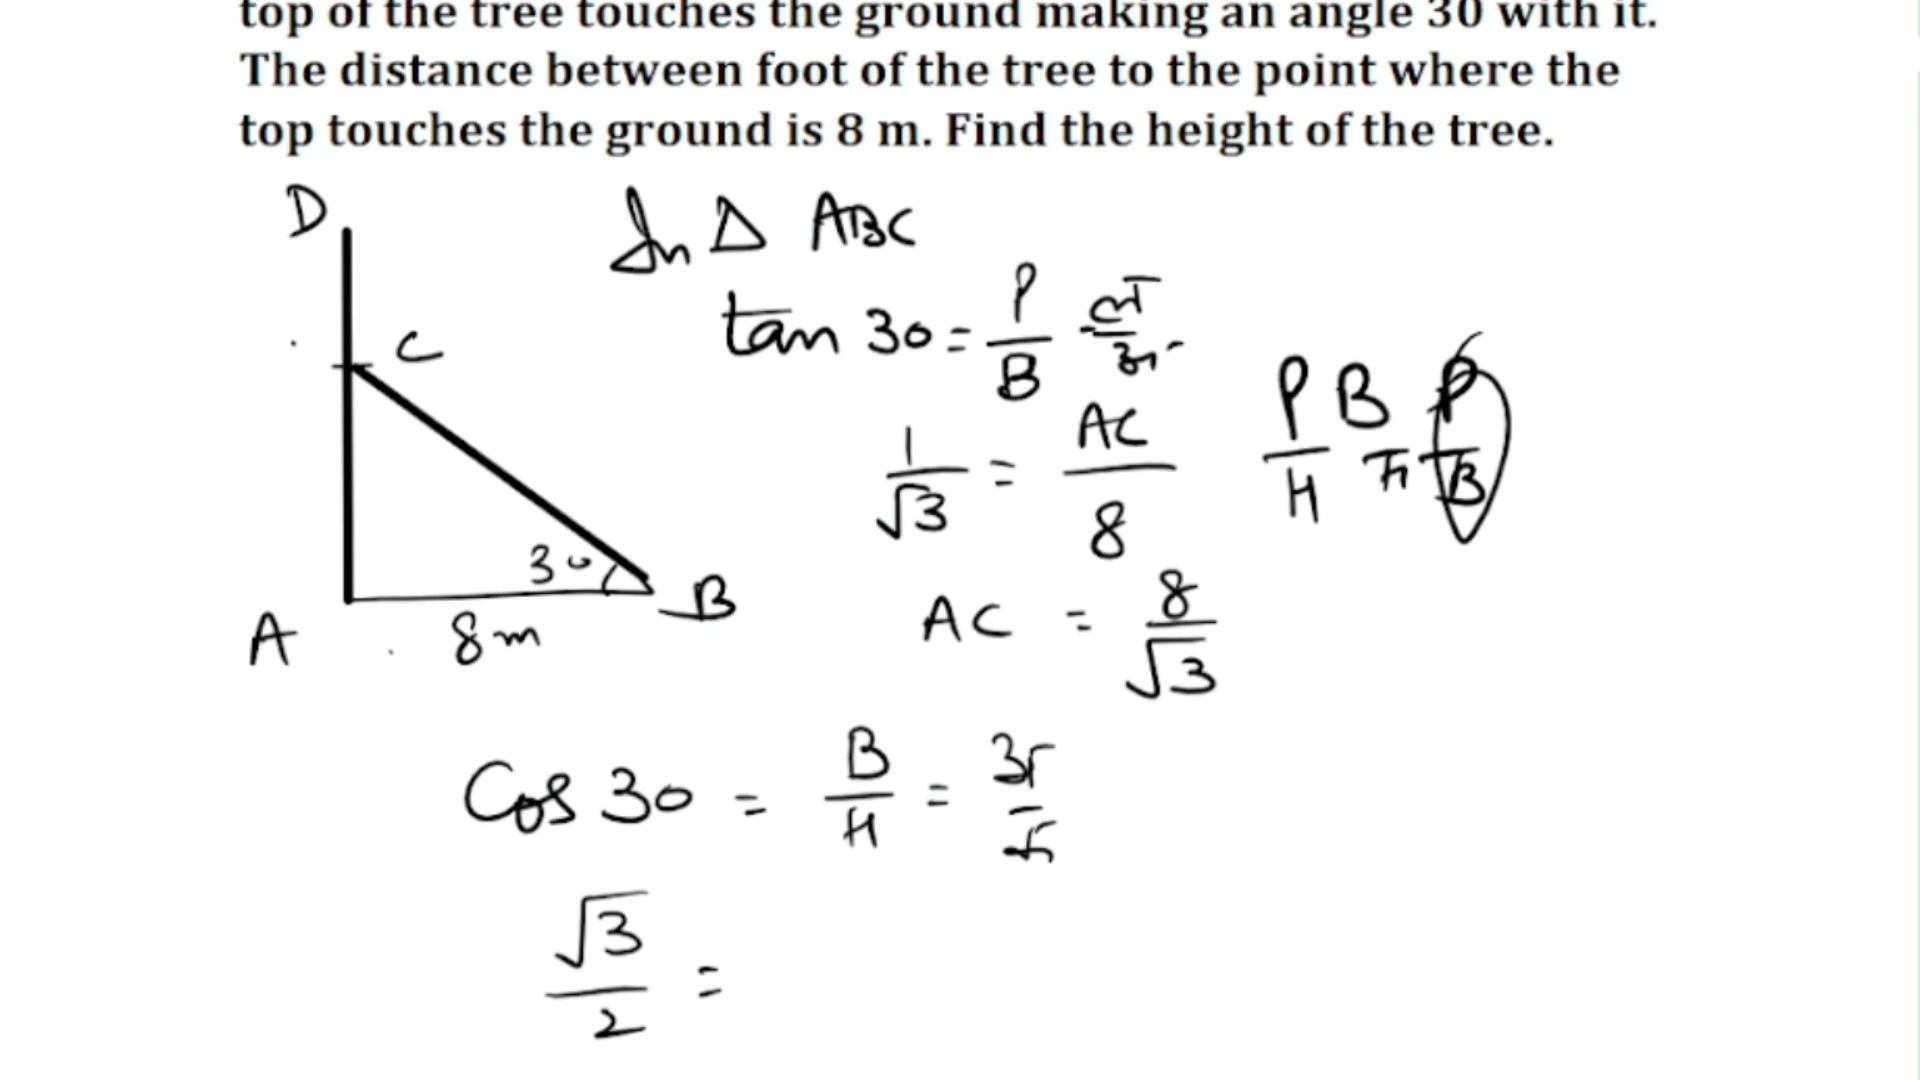 top of the tree touches the ground making an angle 30 with it.
The distance between foot of the tree to the point where the
top touches the ground is 8 m. Find the height of the tree.
D
C
30
B
A
8m
In Δ ABC
tan 30 = P/B =
1/√3 = AC/8
AC = 8/√3
P/H B P/B
Cos 30 = B/H =
√3/2 =